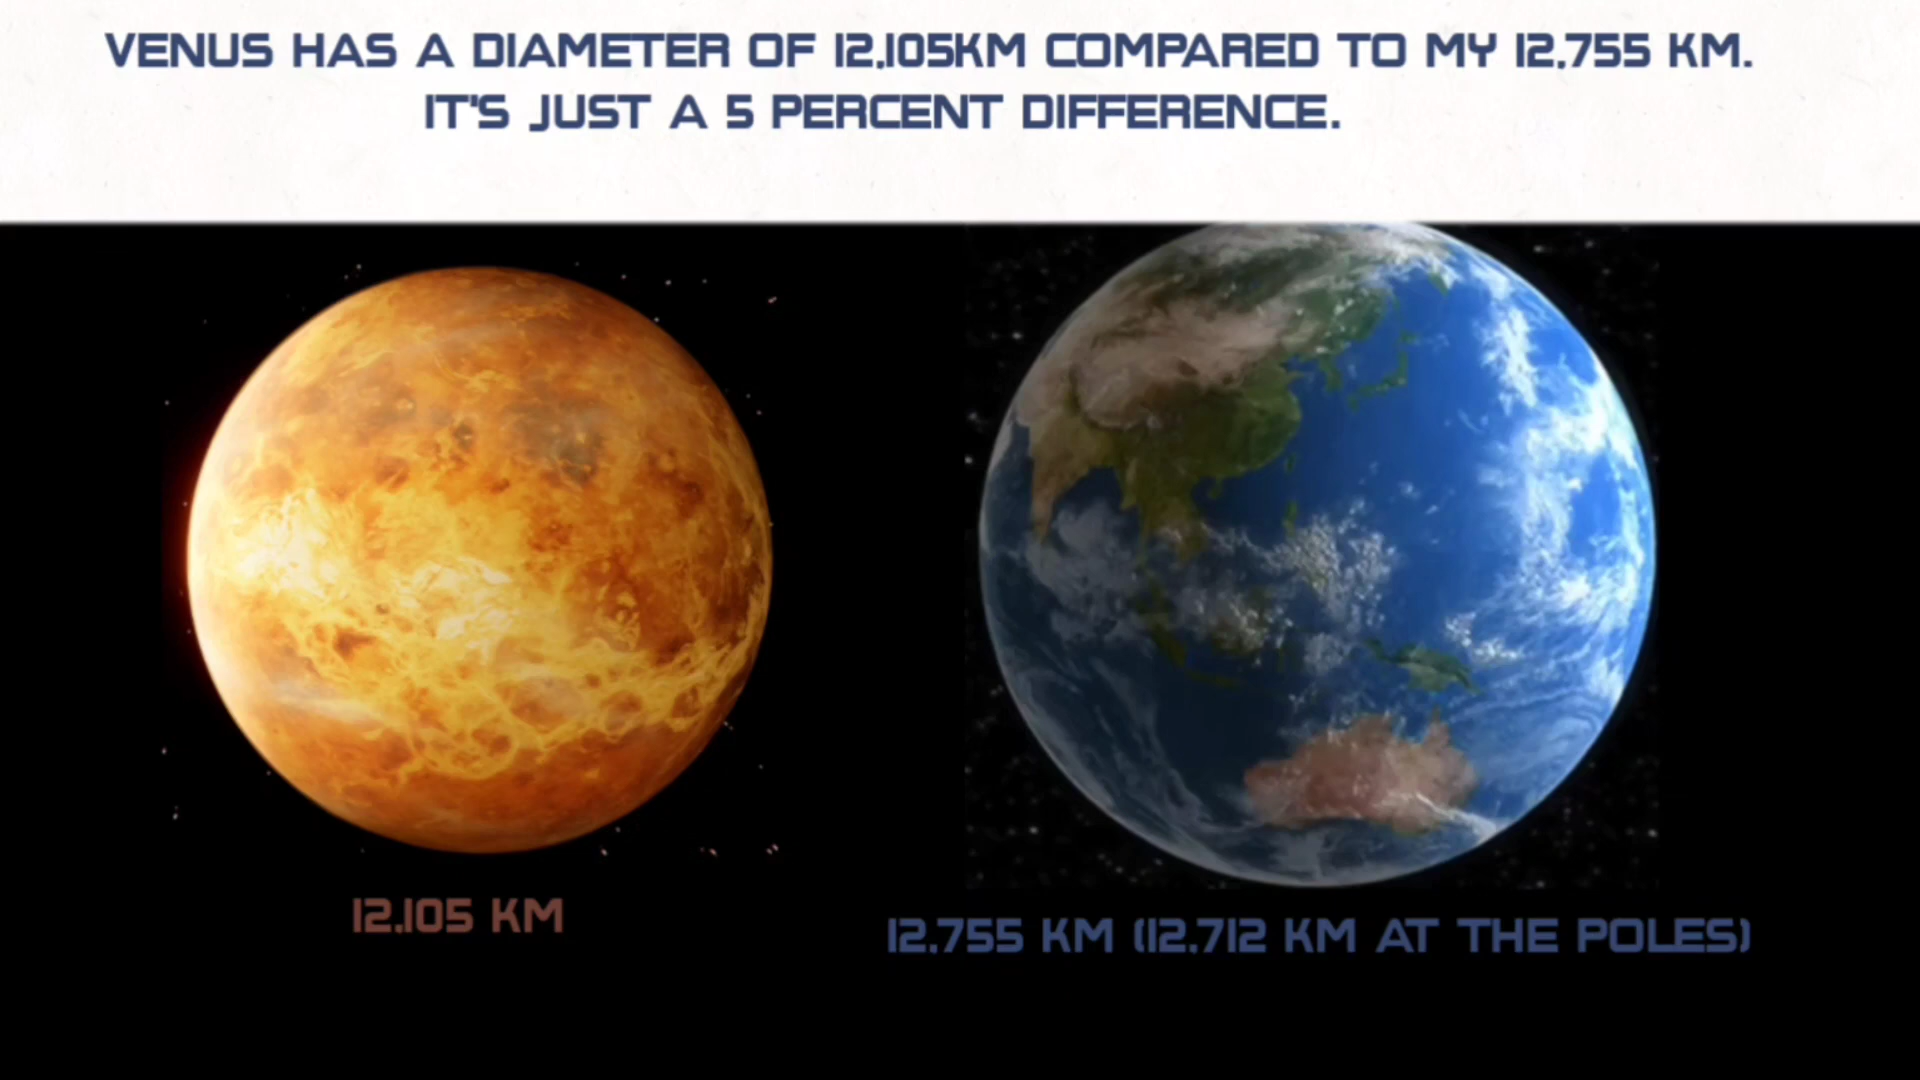 VENUS HAS A DIAMETER OF 12,105KM COMPARED TO MY 12,755 KM.
IT'S JUST A 5 PERCENT DIFFERENCE.
12,105 KM
12,755 KM (12,712 KM AT THE POLES)